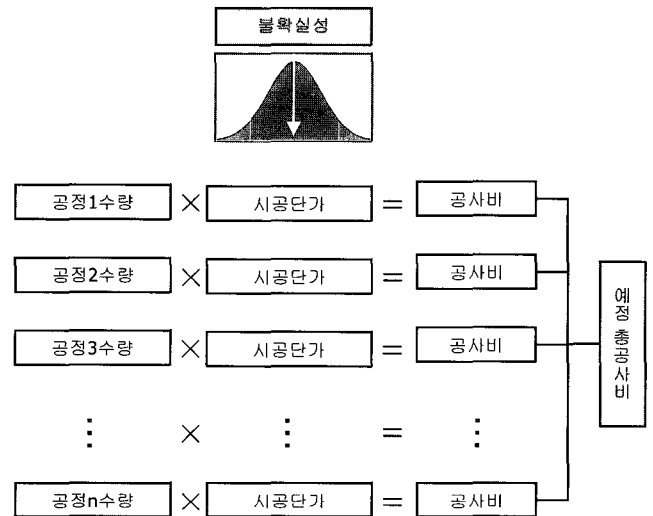 불확실성
공정1수량 × 시공단가 = 공사비
공정2수량 × 시공단가 = 공사비
공정3수량 × 시공단가 = 공사비
⋮ × ⋮ = ⋮
공정n수량 × 시공단가 = 공사비
예정 총공사비